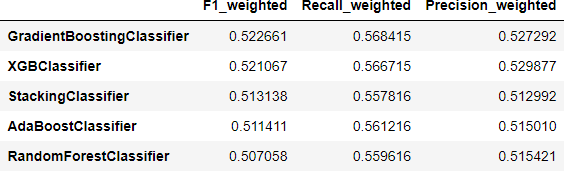 F1_weighted Recall_weighted Precision_weighted
GradientBoostingClassifier 0.522661 0.568415 0.527292
XGBClassifier 0.521067 0.566715 0.529877
StackingClassifier 0.513138 0.557816 0.512992
AdaBoostClassifier 0.511411 0.561216 0.515010
RandomForestClassifier 0.507058 0.559616 0.515421